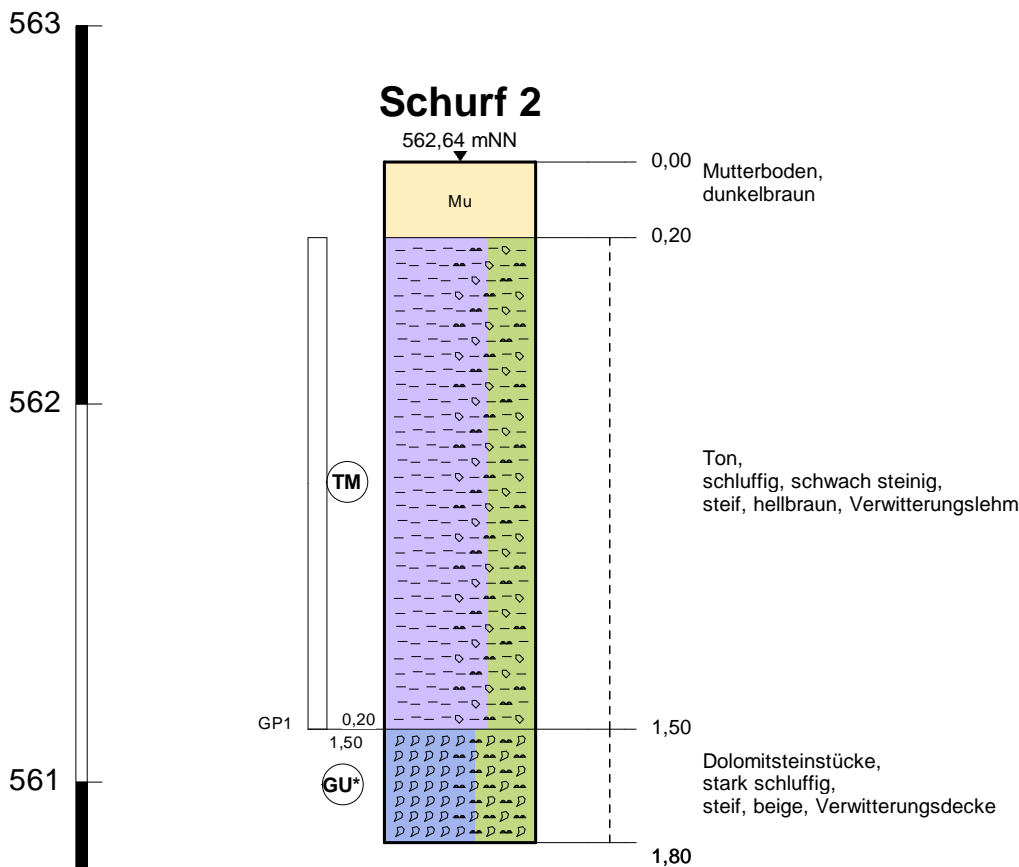 563
Schurf 2
562,64 mNN
0,00
Mutterboden,
dunkelbraun
Mu
0,20
562
TM
Ton,
schluffig, schwach steinig,
steif, hellbraun, Verwitterungslehm
GP1
0,20
1,50
1,50
561
GU*
Dolomitsteinstücke,
stark schluffig,
steif, beige, Verwitterungsdecke
1,80